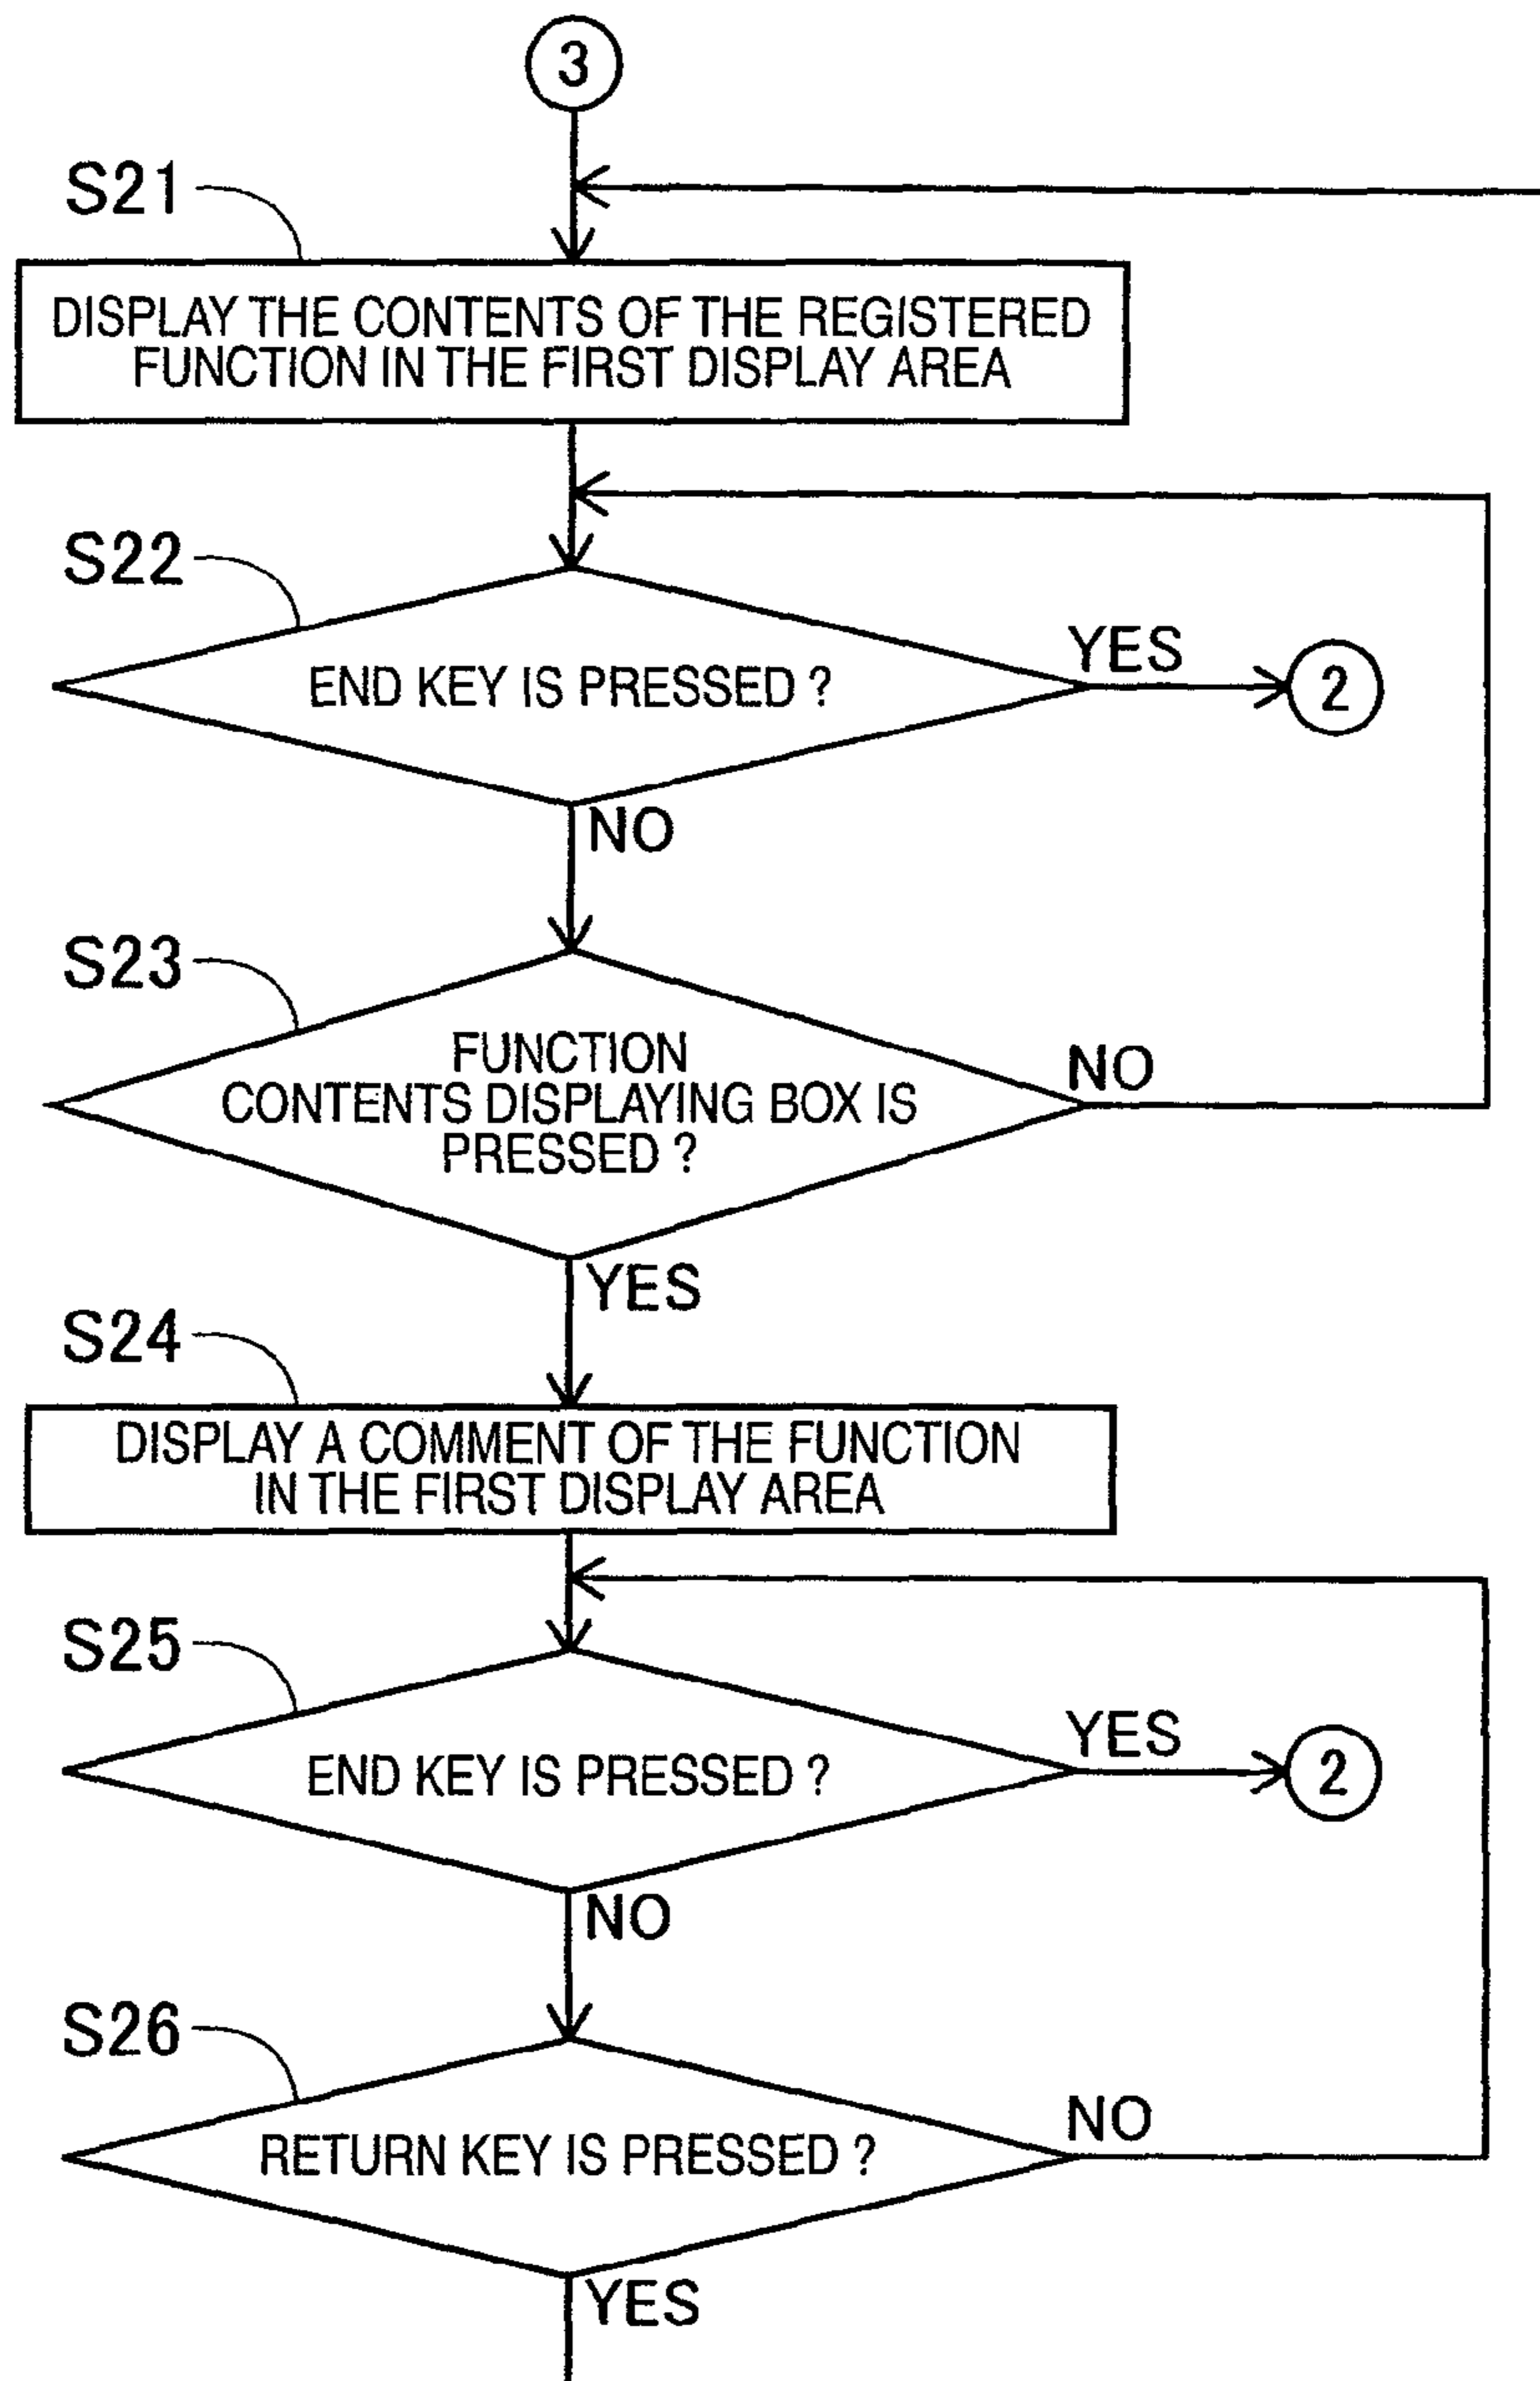 3
S21
DISPLAY THE CONTENTS OF THE REGISTERED
FUNCTION IN THE FIRST DISPLAY AREA
S22
END KEY IS PRESSED ?
YES
2
NO
S23
FUNCTION
CONTENTS DISPLAYING BOX IS
PRESSED ?
NO
YES
S24
DISPLAY A COMMENT OF THE FUNCTION
IN THE FIRST DISPLAY AREA
S25
END KEY IS PRESSED ?
YES
2
NO
S26
RETURN KEY IS PRESSED ?
NO
YES